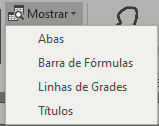 Mostrar
Abas
Barra de Fórmulas
Linhas de Grades
Títulos